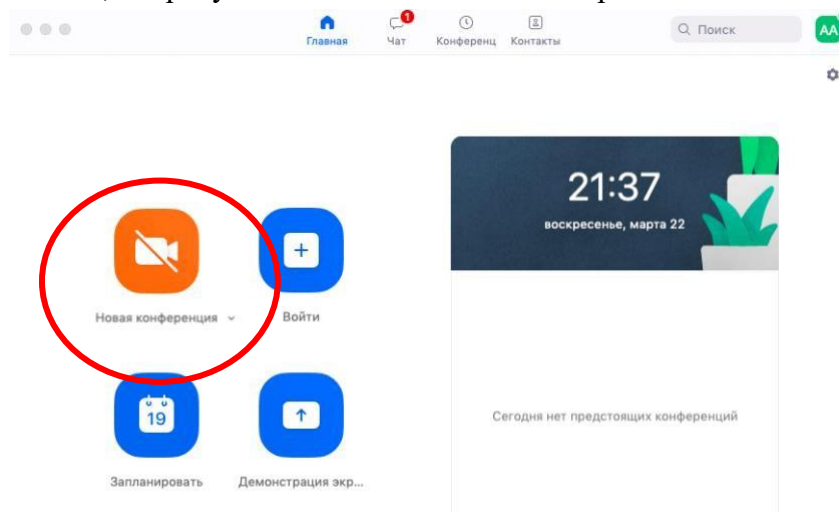 1
Главная
Чат
Конференц
Контакты
Поиск
AA
21:37
воскресенье, марта 22
Новая конференция
Войти
19
Запланировать
Демонстрация экр...
Сегодня нет предстоящих конференций